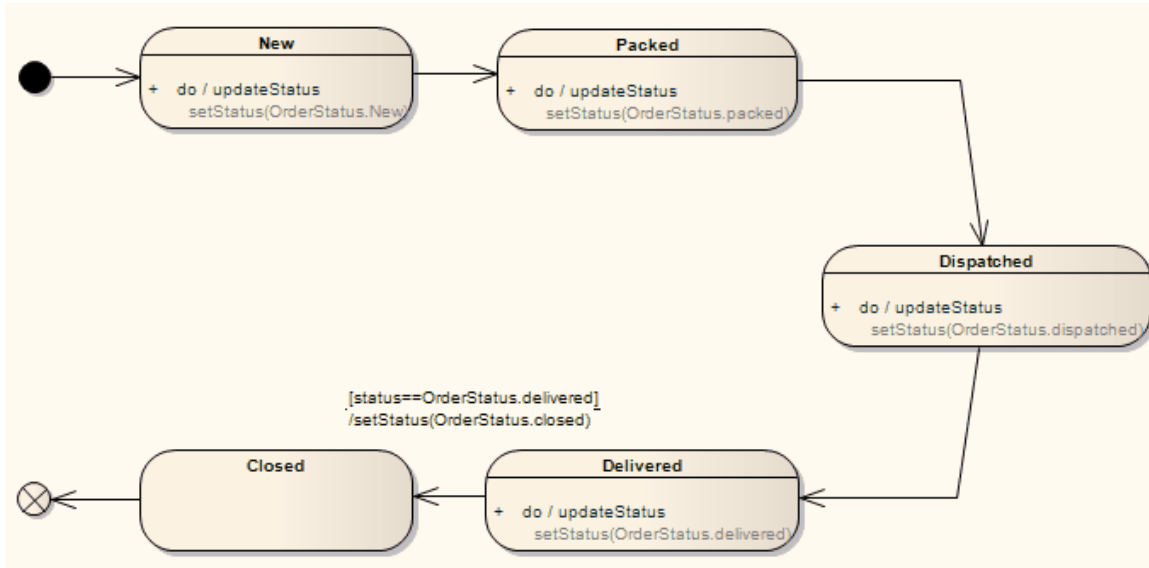 New
+ do / updateStatus
setStatus(OrderStatus.New)
Packed
+ do / updateStatus
setStatus(OrderStatus.packed)
Dispatched
+ do / updateStatus
setStatus(OrderStatus.dispatched)
[status==OrderStatus.delivered]
/setStatus(OrderStatus.closed)
Closed
Delivered
+ do / updateStatus
setStatus(OrderStatus.delivered)